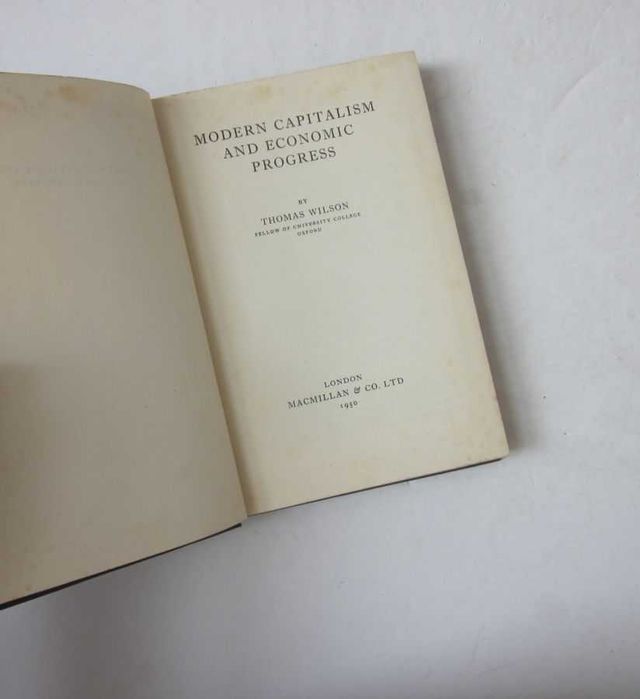 MODERN CAPITALISM
AND ECONOMIC
PROGRESS
BY
THOMAS WILSON
FELLOW OF UNIVERSITY COLLEGE
OXFORD
LONDON
MACMILLAN & CO. LTD
1950